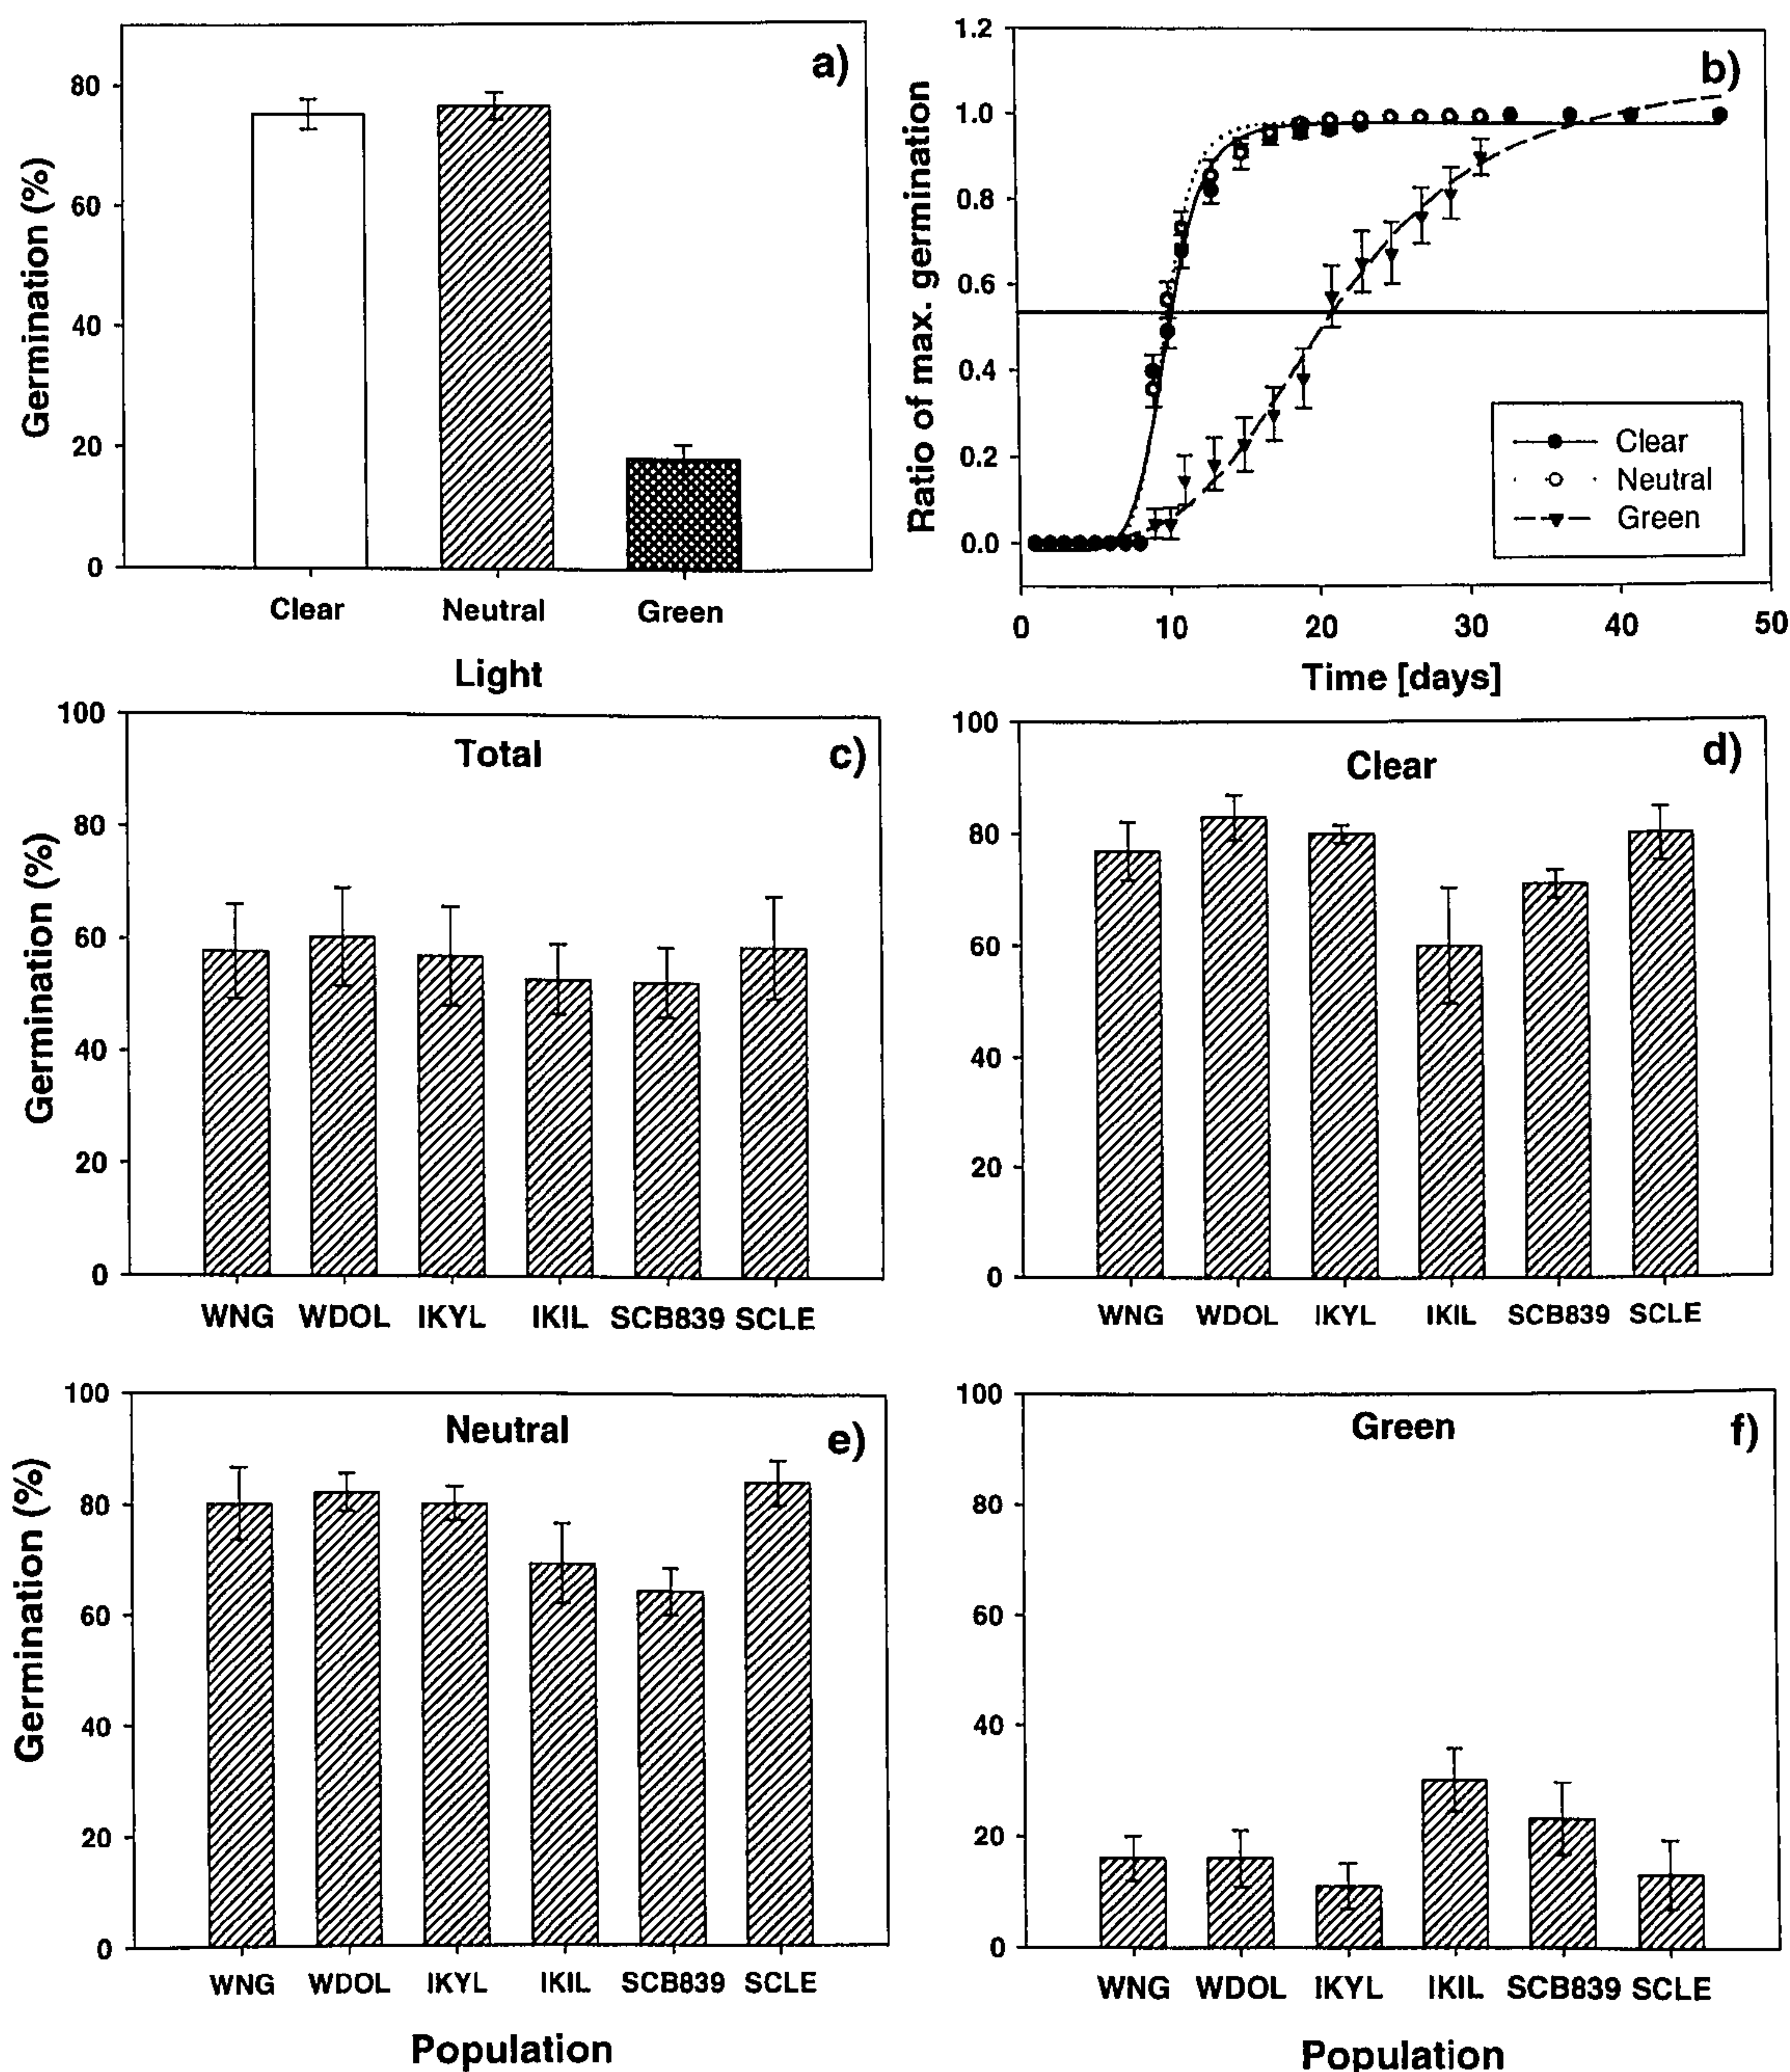 a)
Germination (%)
80
60
40
20
0
Clear Neutral Green
Light
b)
Ratio of max. germination
1.2
1.0
0.8
0.6
0.4
0.2
0.0
Clear
Neutral
Green
0 10 20 30 40 50
Time [days]
Total c)
Germination (%)
100
80
60
40
20
0
WNG WDOL IKYL IKIL SCB839 SCLE
Clear d)
100
80
60
40
20
0
WNG WDOL IKYL IKIL SCB839 SCLE
Neutral e)
Germination (%)
100
80
60
40
20
0
WNG WDOL IKYL IKIL SCB839 SCLE
Population
Green f)
100
80
60
40
20
0
WNG WDOL IKYL IKIL SCB839 SCLE
Population